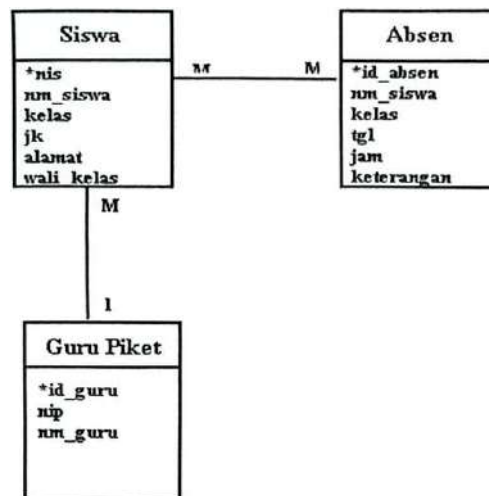 Siswa
*nis
nm_siswa
kelas
jk
alamat
wali_kelas
M
M
Absen
*id_absen
nm_siswa
kelas
tgl
jam
keterangan
M
1
Guru Piket
*id_guru
nip
nm_guru